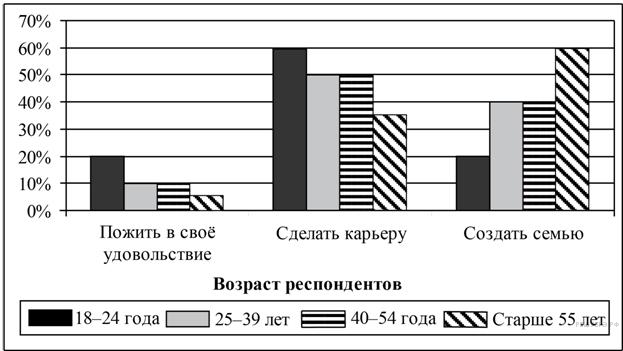 70%
60%
50%
40%
30%
20%
10%
0%
Пожить в своё
удовольствие
Сделать карьеру
Создать семью
Возраст респондентов
18–24 года
25–39 лет
40–54 года
Старше 55 лет